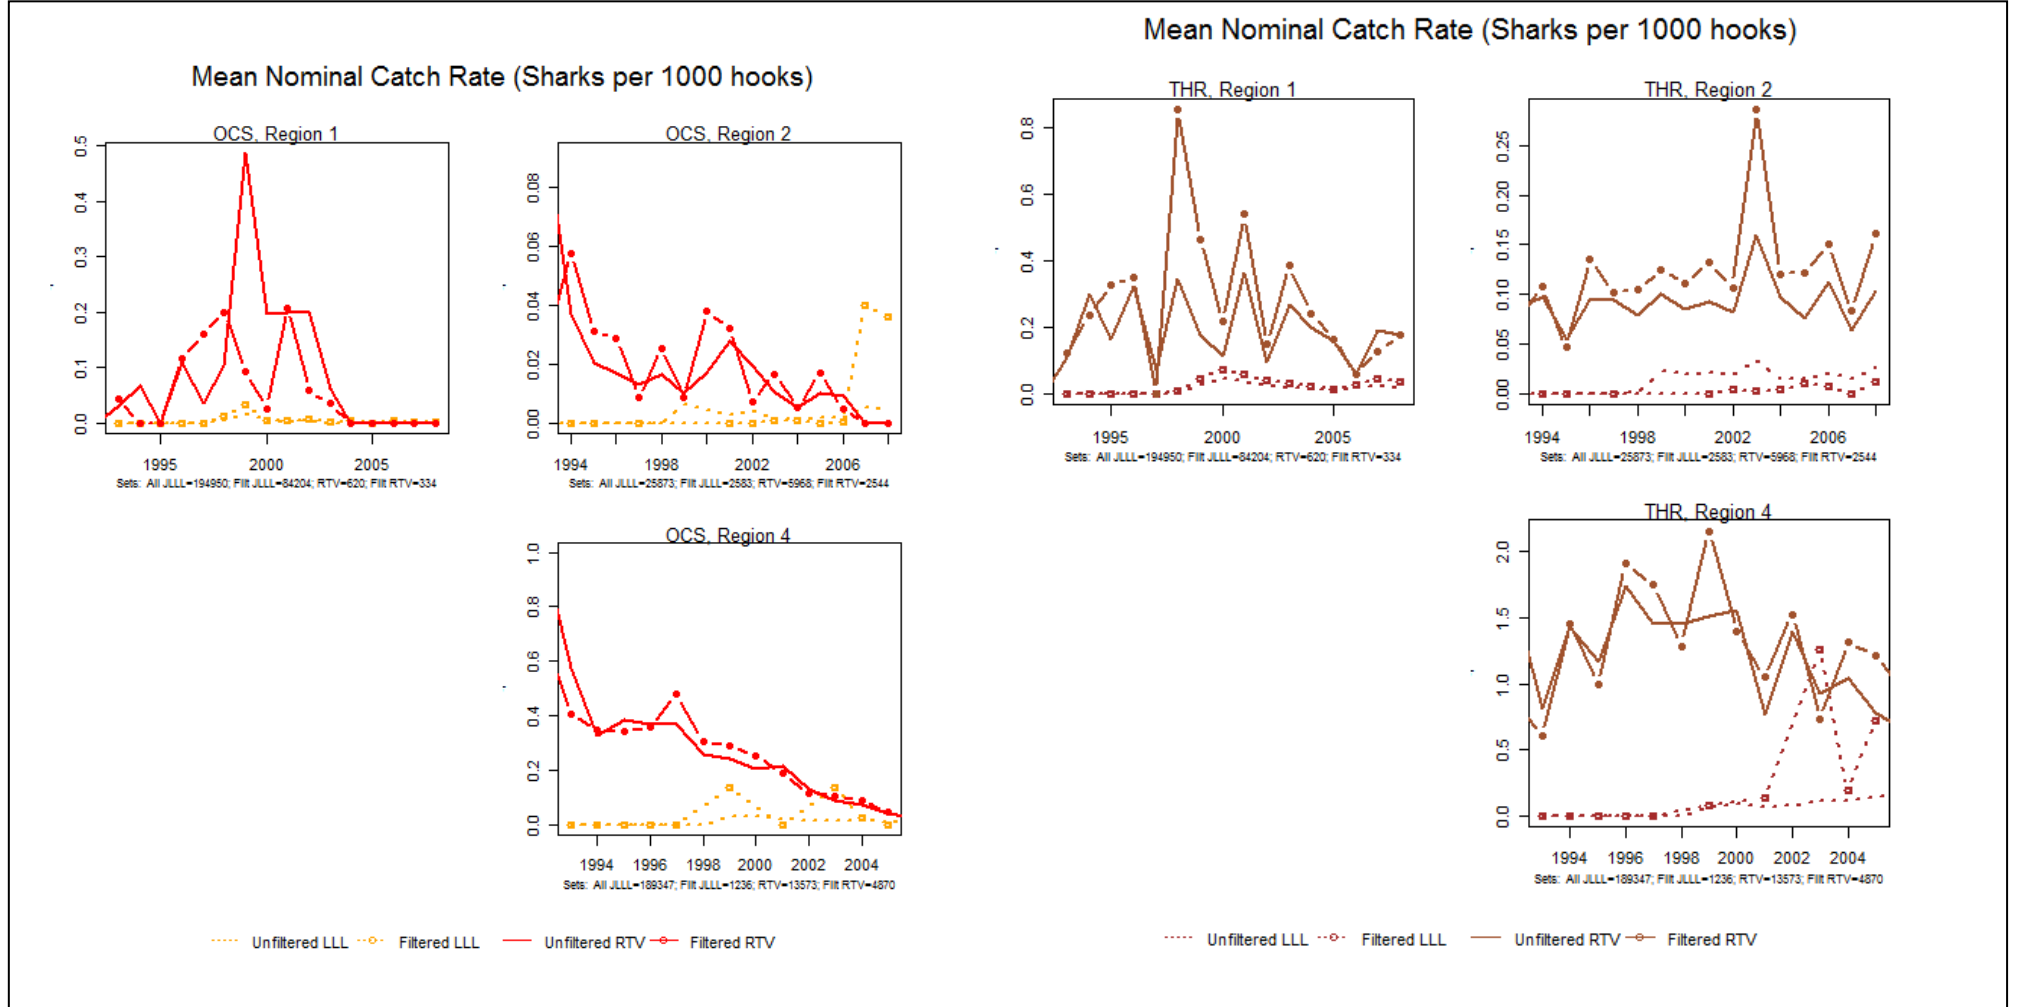 Mean Nominal Catch Rate (Sharks per 1000 hooks)
OCS, Region 1
0.0 0.1 0.2 0.3 0.4 0.5
1995 2000 2005
Sets: All JLLL=194950; Filt JLLL=84204; RTV=620; Filt RTV=334
OCS, Region 2
0.00 0.02 0.04 0.06 0.08
1994 1998 2002 2006
Sets: All JLLL=25873; Filt JLLL=2583; RTV=5968; Filt RTV=2544
OCS, Region 4
0.0 0.2 0.4 0.6 0.8 1.0
1994 1996 1998 2000 2002 2004
Sets: All JLLL=189347; Filt JLLL=1236; RTV=13573; Filt RTV=4870
Unfiltered LLL Filtered LLL Unfiltered RTV Filtered RTV
Mean Nominal Catch Rate (Sharks per 1000 hooks)
THR, Region 1
0.0 0.2 0.4 0.6 0.8
1995 2000 2005
Sets: All JLLL=194950; Filt JLLL=84204; RTV=620; Filt RTV=334
THR, Region 2
0.00 0.05 0.10 0.15 0.20 0.25
1994 1998 2002 2006
Sets: All JLLL=25873; Filt JLLL=2583; RTV=5968; Filt RTV=2544
THR, Region 4
0.0 0.5 1.0 1.5 2.0
1994 1996 1998 2000 2002 2004
Sets: All JLLL=189347; Filt JLLL=1236; RTV=13573; Filt RTV=4870
Unfiltered LLL Filtered LLL Unfiltered RTV Filtered RTV